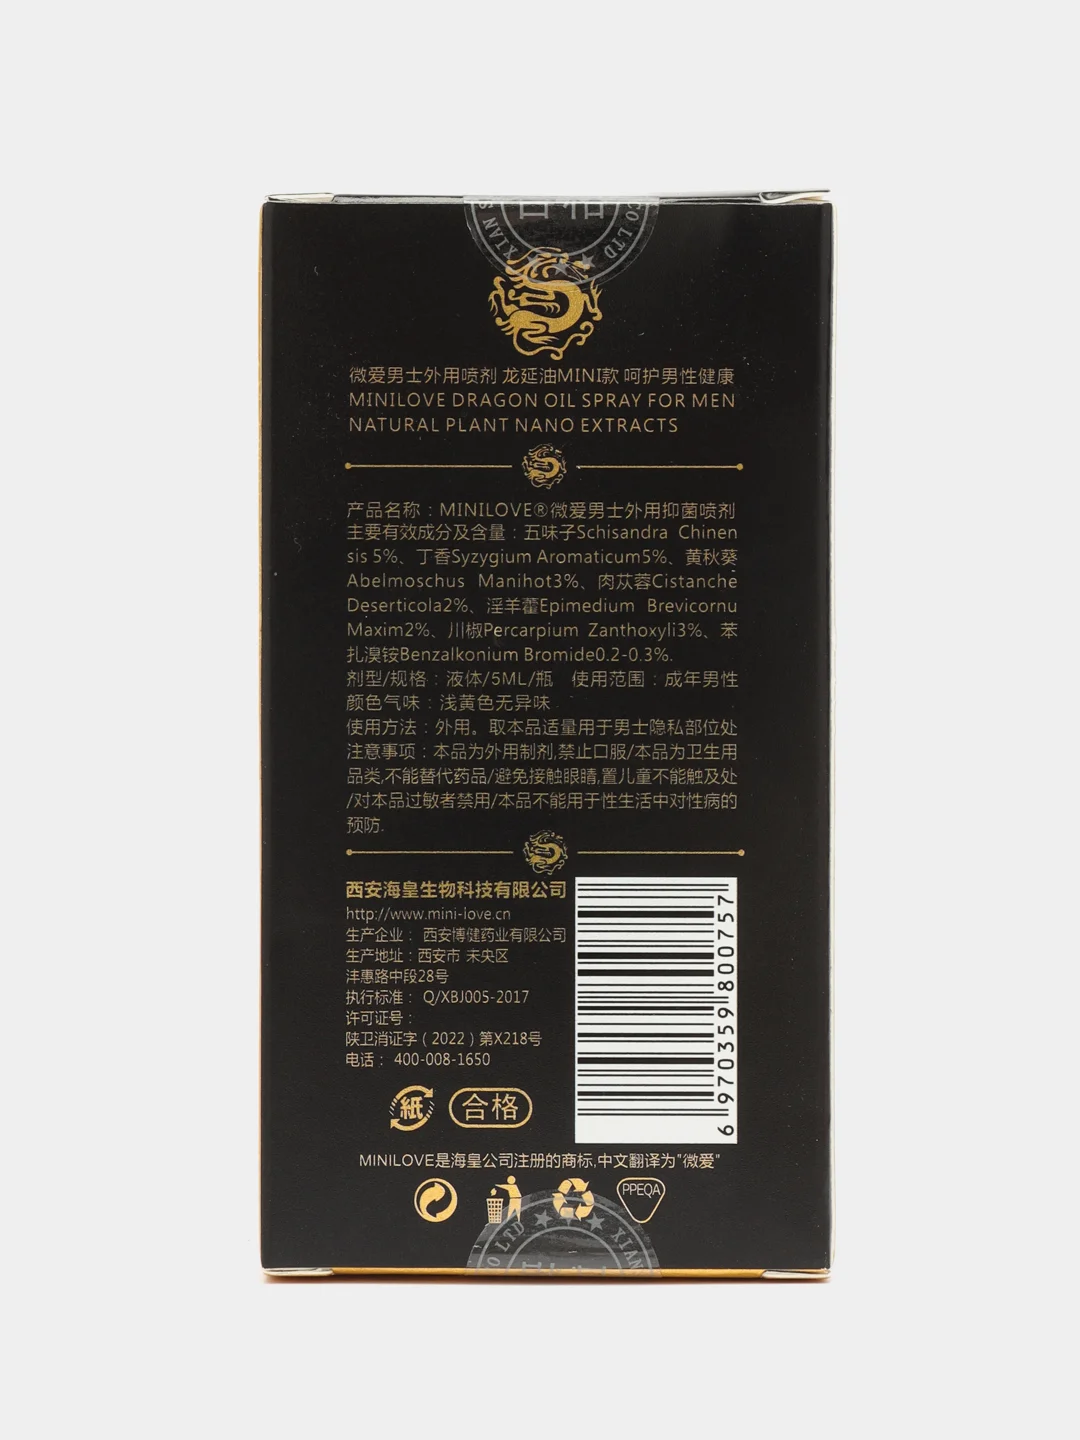 合格
CO LTD
XIAN S
微爱男士外用喷剂 龙延油MINI款 呵护男性健康
MINILOVE DRAGON OIL SPRAY FOR MEN
NATURAL PLANT NANO EXTRACTS
产品名称：MINILOVE®微爱男士外用抑菌喷剂
主要有效成分及含量：五味子Schisandra Chinen
sis 5%、丁香Syzygium Aromaticum5%、黄秋葵
Abelmoschus Manihot3%、肉苁蓉Cistanche
Deserticola2%、淫羊藿Epimedium Brevicornu
Maxim2%、川椒Percarpium Zanthoxyli3%、苯
扎溴铵Benzalkonium Bromide0.2-0.3%.
剂型/规格：液体/5ML/瓶 使用范围：成年男性
颜色气味：浅黄色无异味
使用方法：外用。取本品适量用于男士隐私部位处
注意事项：本品为外用制剂,禁止口服/本品为卫生用
品类,不能替代药品/避免接触眼睛,置儿童不能触及处
/对本品过敏者禁用/本品不能用于性生活中对性病的
预防.
西安海皇生物科技有限公司
http://www.mini-love.cn
生产企业： 西安博健药业有限公司
生产地址：西安市 未央区
沣惠路中段28号
执行标准： Q/XBJ005-2017
许可证号：
陕卫消证字（2022）第X218号
电话： 400-008-1650
6 970359 800757
紙 合格
MINILOVE是海皇公司注册的商标,中文翻译为"微爱"
PPEQA
O LTD XIAN